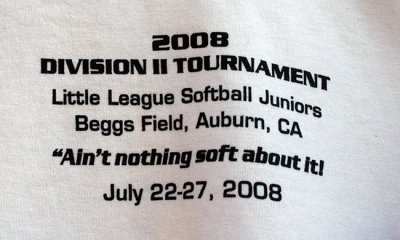 2008
DIVISION II TOURNAMENT
Little League Softball Juniors
Beggs Field, Auburn, CA
"Ain't nothing soft about it!
July 22-27, 2008